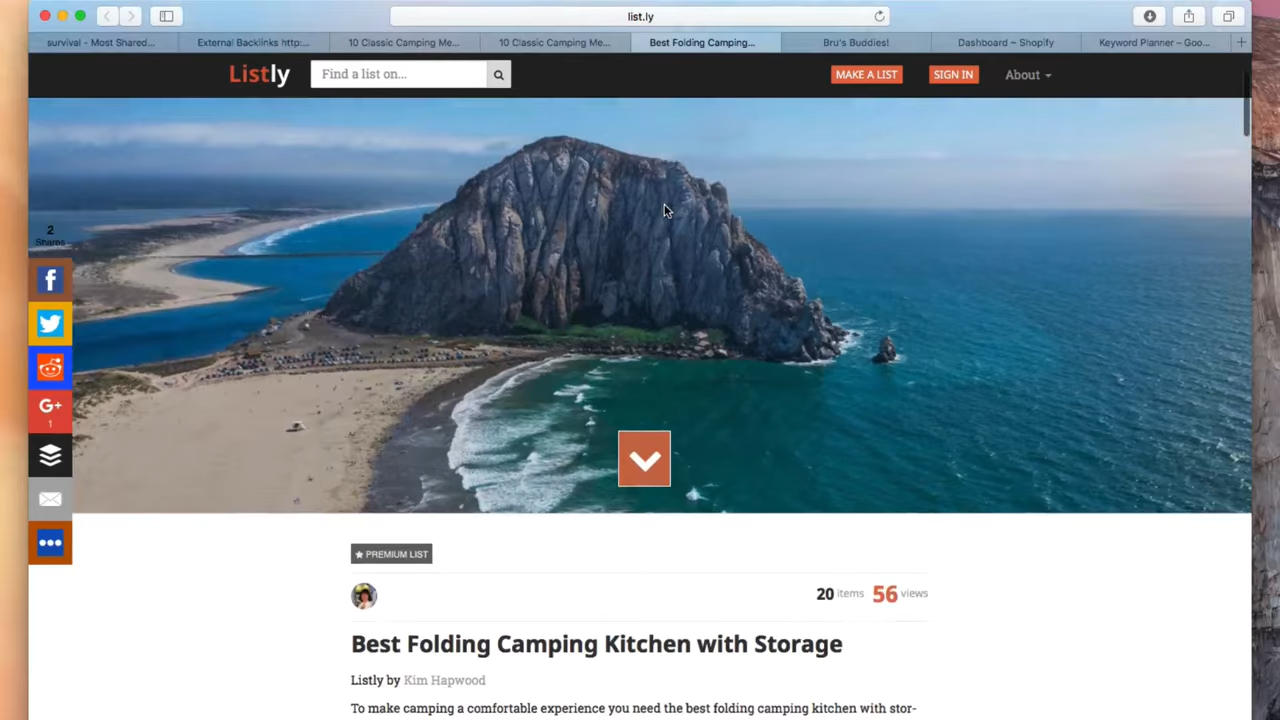 list.ly
survival - Most Shared...
External Backlinks http:...
10 Classic Camping Me...
10 Classic Camping Me...
Best Folding Camping...
Bru's Buddies!
Dashboard ~ Shopify
Keyword Planner – Goo...
Listly
Find a list on...
MAKE A LIST
SIGN IN
About
2
Shares
G+
1
PREMIUM LIST
20 items 56 views
Best Folding Camping Kitchen with Storage
Listly by Kim Hapwood
To make camping a comfortable experience you need the best folding camping kitchen with stor-